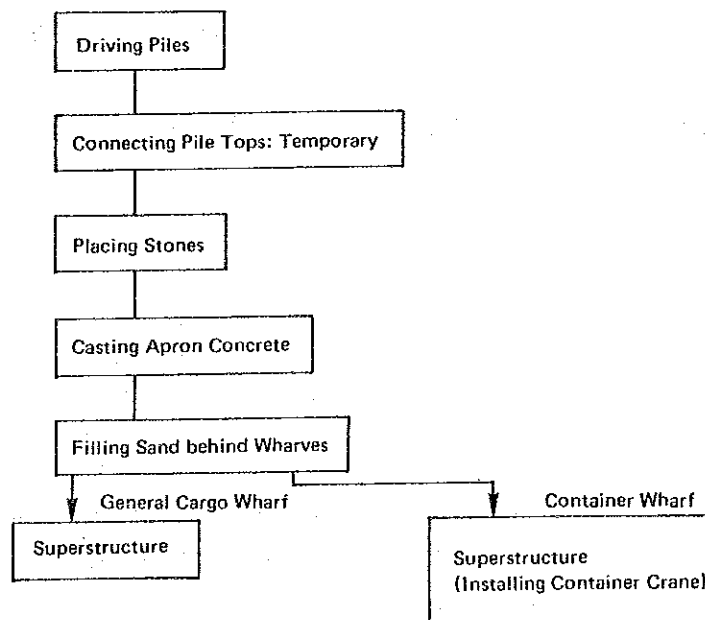 Driving Piles
Connecting Pile Tops: Temporary
Placing Stones
Casting Apron Concrete
Filling Sand behind Wharves
General Cargo Wharf
Container Wharf
Superstructure
Superstructure
(Installing Container Crane)